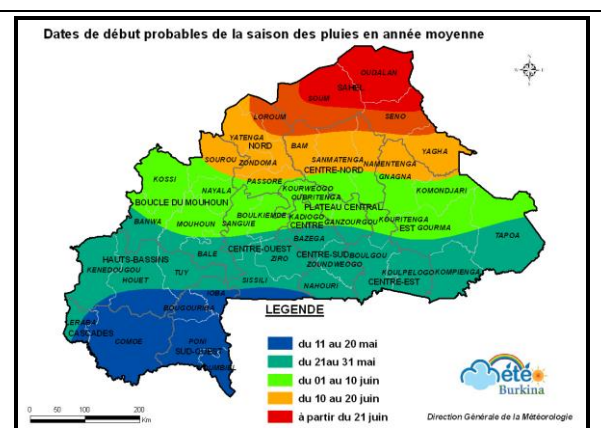 Dates de début probables de la saison des pluies en année moyenne
OUDALAN
SAHEL
SOUM
LOROUM
SENO
YATENGA
NORD
BAM
YAGHA
SOUROU
ZONDOMA
SANMATENGA
NAMENTENGA
CENTRE-NORD
KOSSI
PASSORE
GNAGNA
KOURWEOGO
NAYALA
OUBRITENGA
KOMONDJARI
BOUCLE DU MOUHOUN
PLATEAU CENTRAL
BANWA
BOULKIEMDE
KADIOGO
KOURITENGA
MOUHOUN
SANGUIE
CENTRE
GANZOURGOU
EST
GOURMA
TAPOA
BAZEGA
CENTRE-OUEST
HAUTS-BASSINS
BALE
ZIRO
CENTRE-SUD
BOULGOU
KENEDOUGOU
TUY
ZOUNDWEOGO
KOULPELOGO
KOMPIENGA
HOUET
SISSILI
NAHOURI
CENTRE-EST
IOBA
BOUGOURIBA
LERABA
CASCADES
COMOE
PONI
SUD-OUEST
LEGENDE
du 11 au 20 mai
du 21au 31 mai
du 01 au 10 juin
du 10 au 20 juin
à partir du 21 juin
0 50 100 200
Km
Météo
Burkina
Direction Générale de la Météorologie